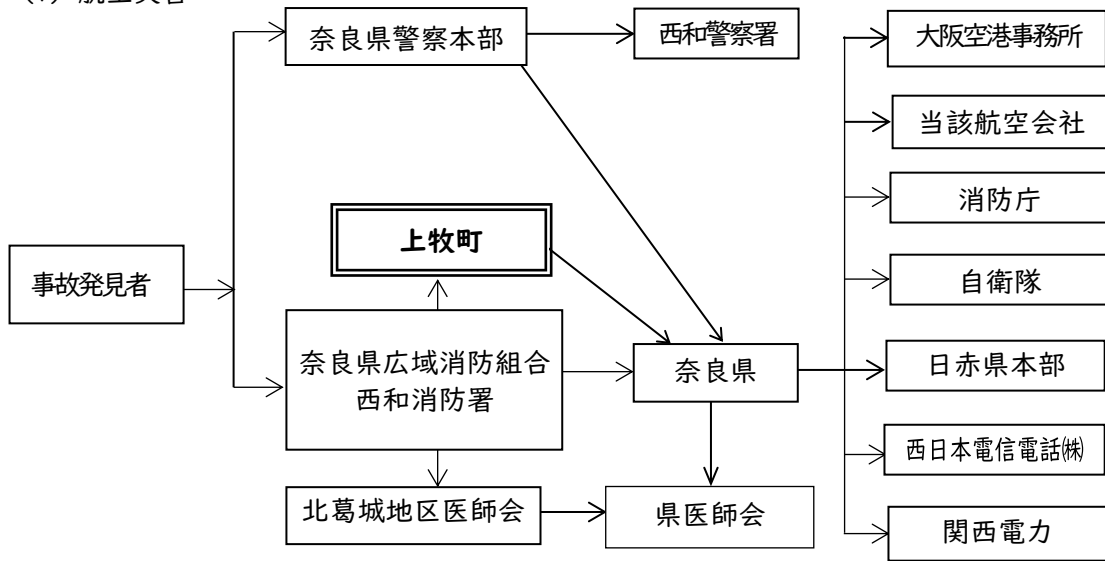 奈良県警察本部
西和警察署
大阪空港事務所
当該航空会社
消防庁
上牧町
事故発見者
自衛隊
奈良県広域消防組合
西和消防署
奈良県
日赤県本部
西日本電信電話㈱
北葛城地区医師会
県医師会
関西電力